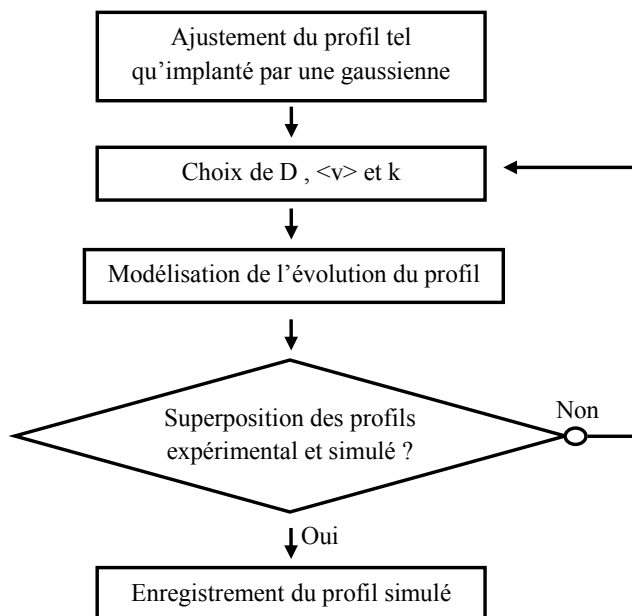 Ajustement du profil tel
qu’implanté par une gaussienne
Choix de D , <v> et k
Modélisation de l’évolution du profil
Superposition des profils
expérimental et simulé ?
Non
Oui
Enregistrement du profil simulé